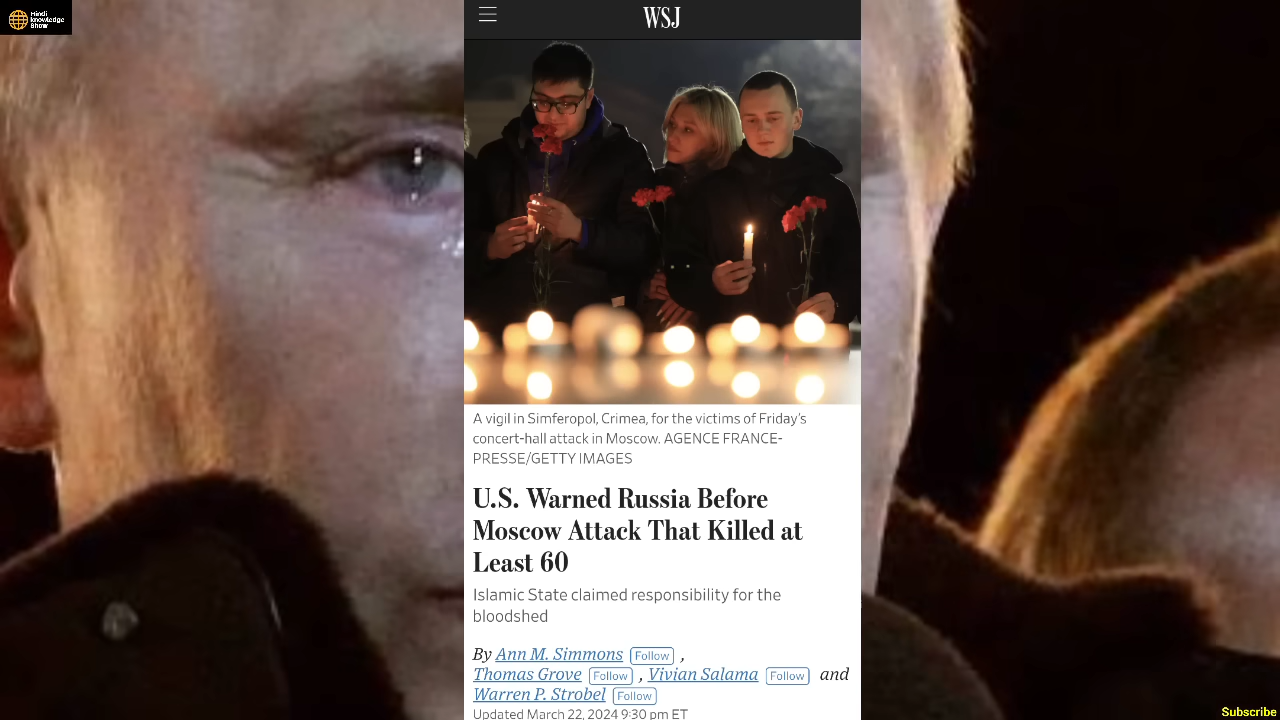 Hindi
knowledge
Show
WSJ
A vigil in Simferopol, Crimea, for the victims of Friday's
concert-hall attack in Moscow. AGENCE FRANCE-
PRESSE/GETTY IMAGES
U.S. Warned Russia Before
Moscow Attack That Killed at
Least 60
Islamic State claimed responsibility for the
bloodshed
By Ann M. Simmons Follow ,
Thomas Grove Follow , Vivian Salama Follow and
Warren P. Strobel Follow
Updated March 22, 2024 9:30 pm ET
Subscribe